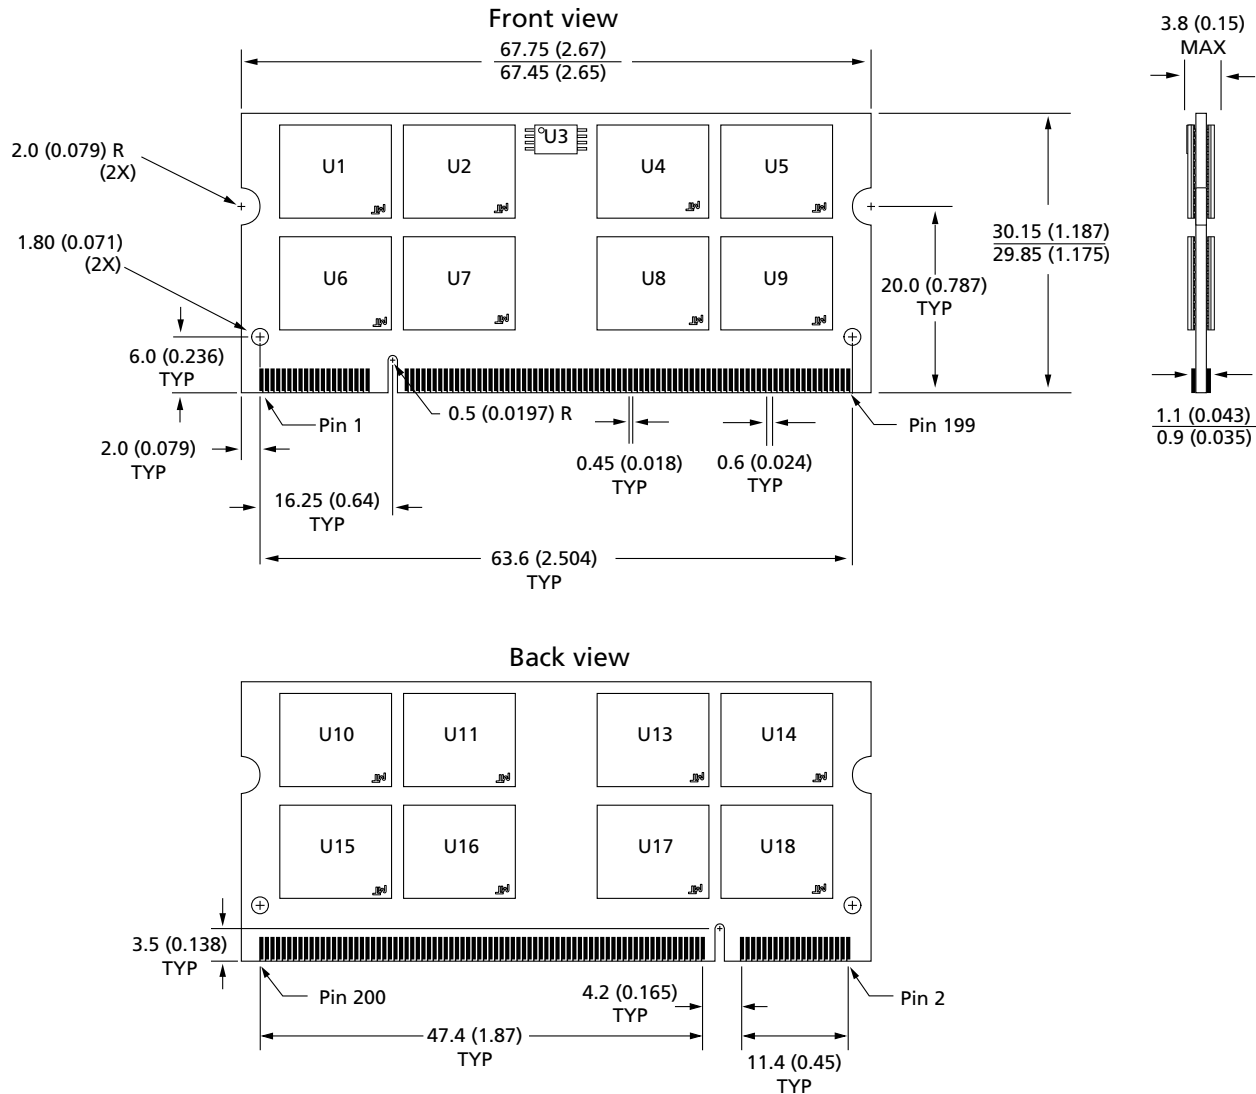 Front view
67.75 (2.67)
67.45 (2.65)
3.8 (0.15)
MAX
2.0 (0.079) R
(2X)
U1
U2
U3
U4
U5
1.80 (0.071)
(2X)
U6
U7
U8
U9
30.15 (1.187)
29.85 (1.175)
20.0 (0.787)
TYP
6.0 (0.236)
TYP
0.5 (0.0197) R
Pin 1
Pin 199
1.1 (0.043)
0.9 (0.035)
2.0 (0.079)
TYP
0.45 (0.018)
TYP
0.6 (0.024)
TYP
16.25 (0.64)
TYP
63.6 (2.504)
TYP
Back view
U10
U11
U13
U14
U15
U16
U17
U18
3.5 (0.138)
TYP
Pin 200
4.2 (0.165)
TYP
Pin 2
47.4 (1.87)
TYP
11.4 (0.45)
TYP